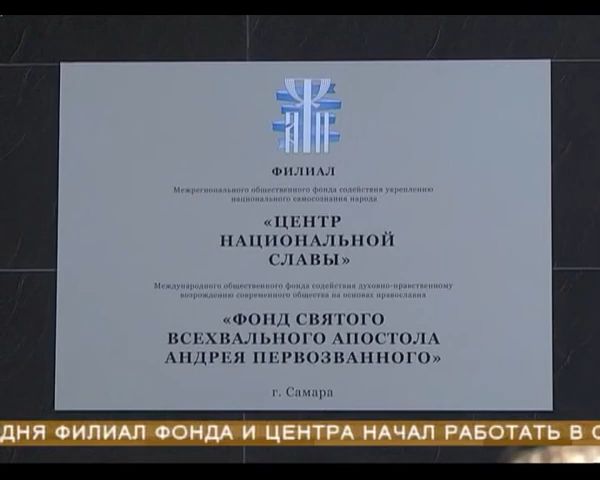 ФИЛИАЛ
Межрегионального общественного фонда содействия укреплению
национального самосознания народа
«ЦЕНТР
НАЦИОНАЛЬНОЙ
СЛАВЫ»
Международного общественного фонда содействия духовно-нравственному
возрождению современного общества на основах православия
«ФОНД СВЯТОГО
ВСЕХВАЛЬНОГО АПОСТОЛА
АНДРЕЯ ПЕРВОЗВАННОГО»
г. Самара
ДНЯ ФИЛИАЛ ФОНДА И ЦЕНТРА НАЧАЛ РАБОТАТЬ В С